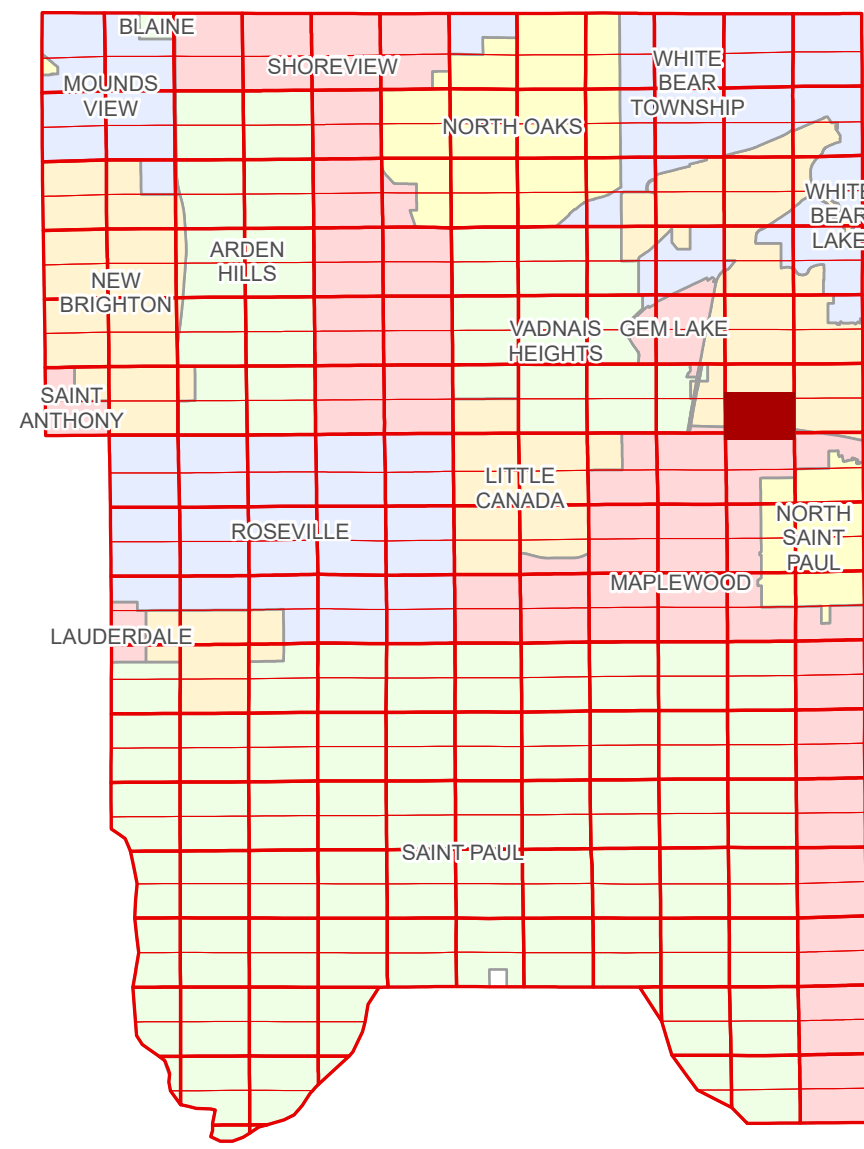 BLAINE
SHOREVIEW
MOUNDS
VIEW
WHITE
BEAR
TOWNSHIP
NORTH OAKS
WHITE
BEAR
LAKE
ARDEN
HILLS
NEW
BRIGHTON
VADNAIS
HEIGHTS
GEM LAKE
SAINT
ANTHONY
LITTLE
CANADA
NORTH
SAINT
PAUL
ROSEVILLE
MAPLEWOOD
LAUDERDALE
SAINT PAUL